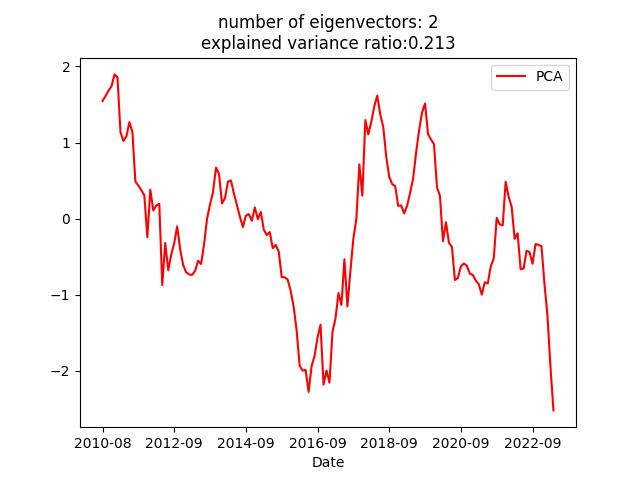 number of eigenvectors: 2
explained variance ratio:0.213
PCA
2
1
0
−1
−2
2010-08 2012-09 2014-09 2016-09 2018-09 2020-09 2022-09
Date